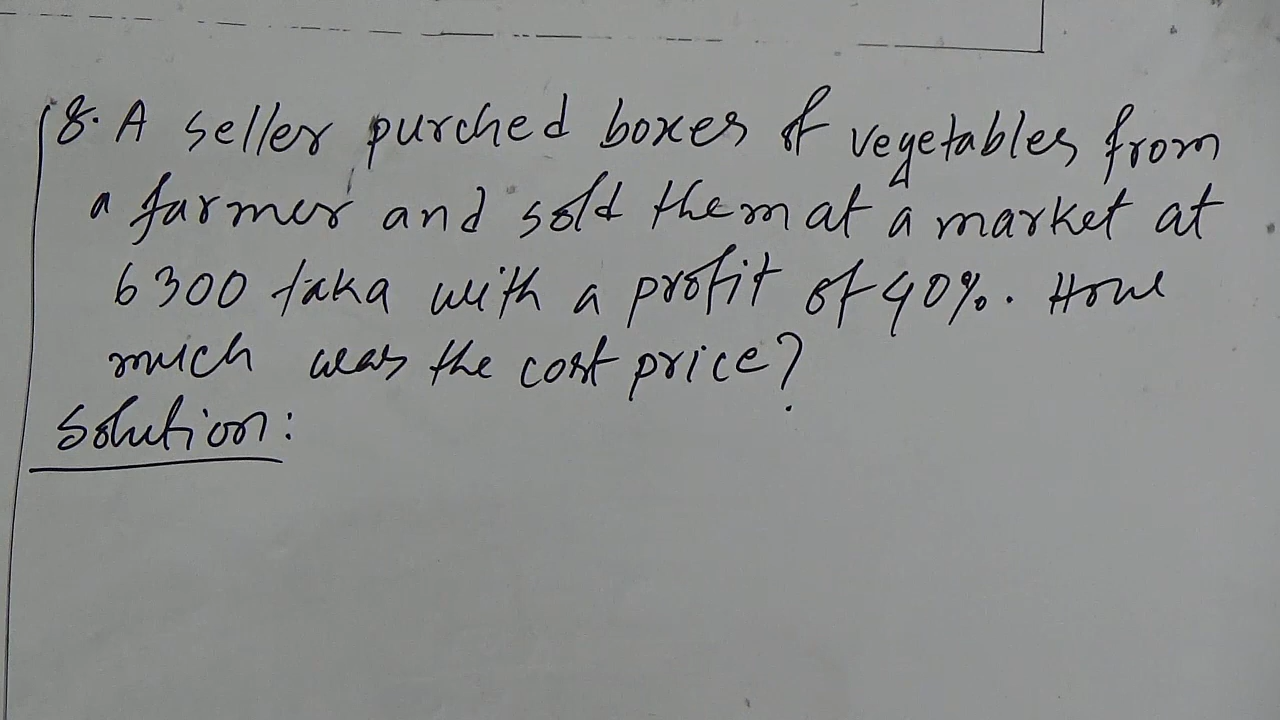 8. A seller purched boxes of vegetables from
a farmer and sold them at a market at
6300 taka with a profit of 40%. How
much was the cost price?
Solution: